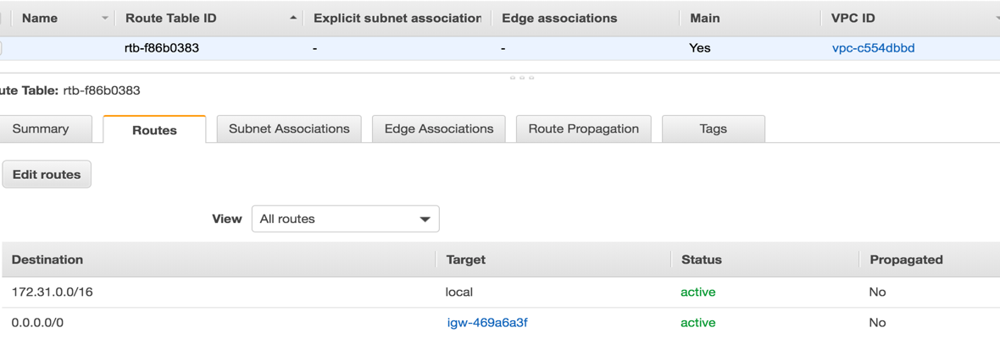 Name Route Table ID Explicit subnet association Edge associations Main VPC ID
rtb-f86b0383 - - Yes vpc-c554dbbd
ute Table: rtb-f86b0383
Summary Routes Subnet Associations Edge Associations Route Propagation Tags
Edit routes
View All routes
Destination Target Status Propagated
172.31.0.0/16 local active No
0.0.0.0/0 igw-469a6a3f active No